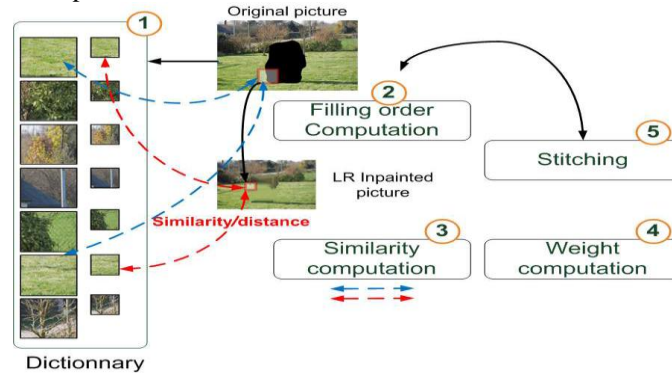 Original picture
1
2
Filling order
Computation
5
Stitching
LR Inpainted
picture
Similarity/distance
3
Similarity
computation
4
Weight
computation
Dictionnary